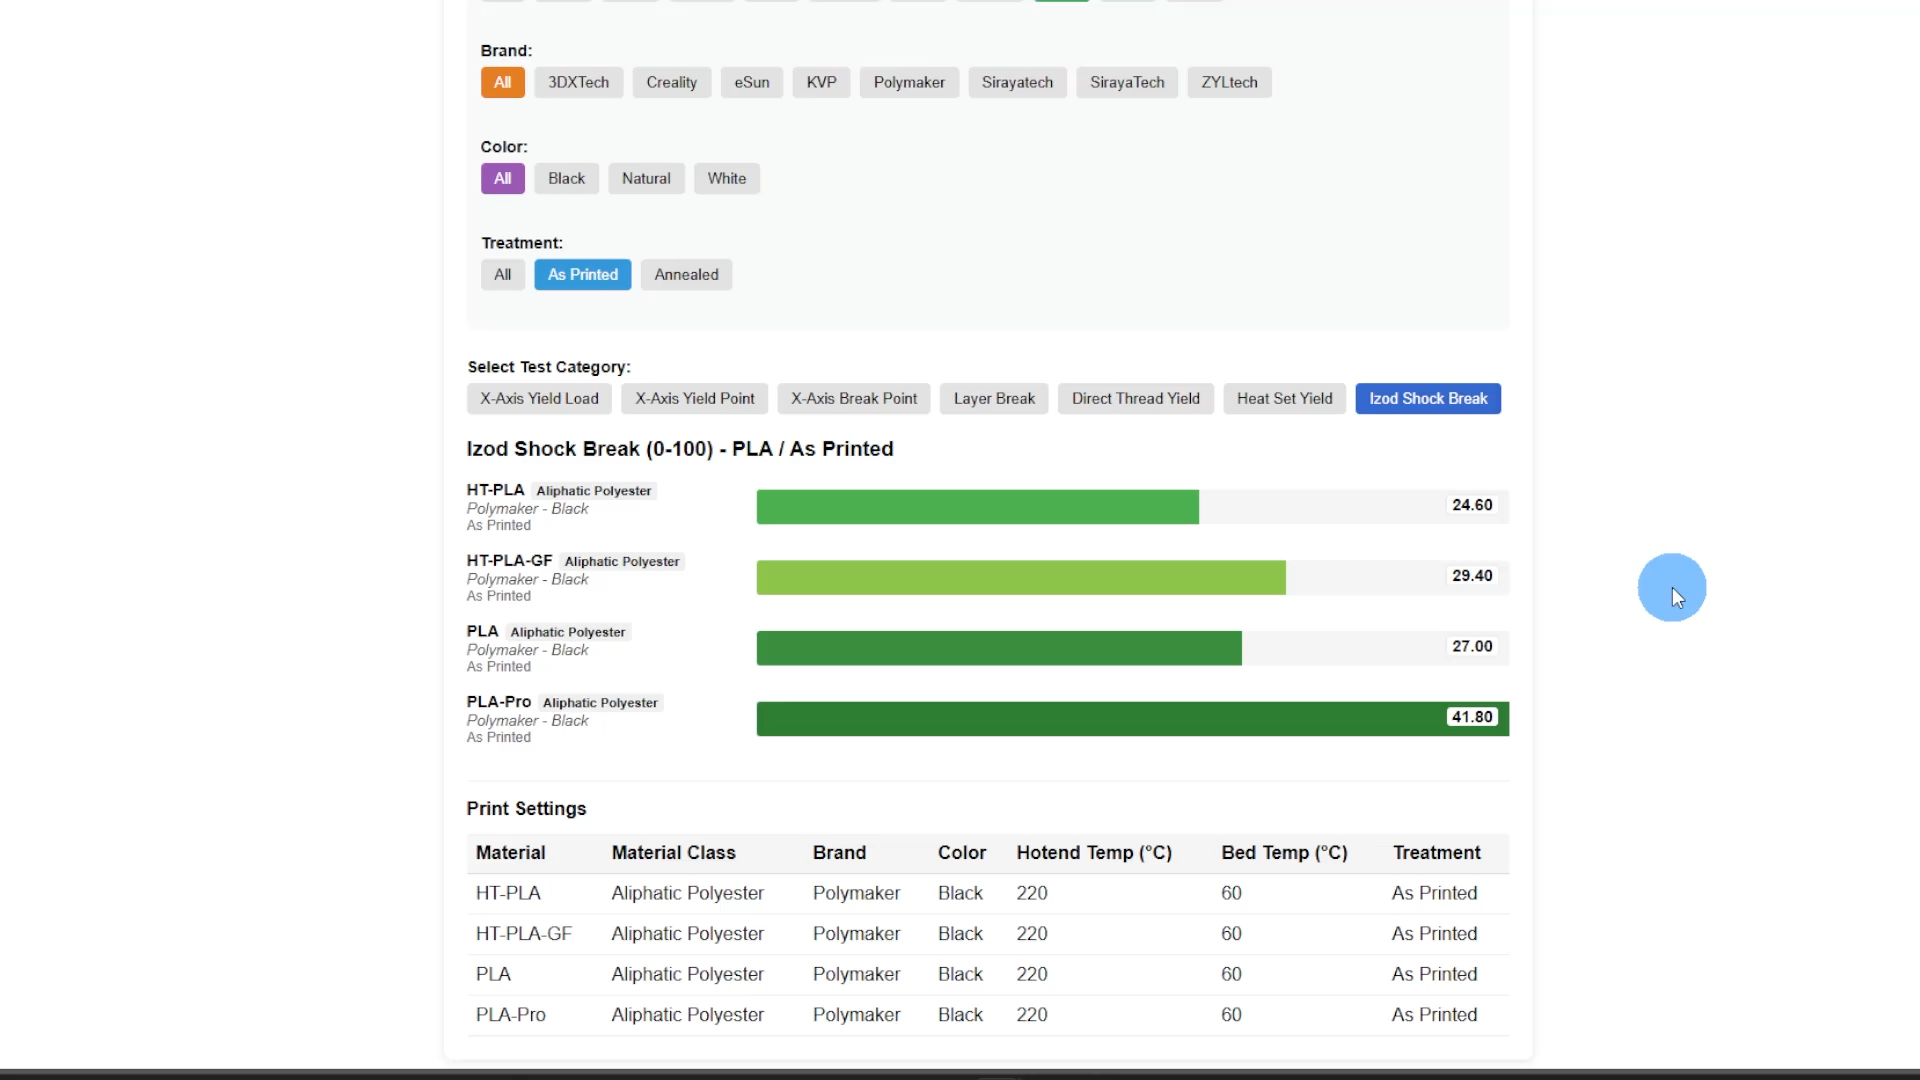 Brand:
All 3DXTech Creality eSun KVP Polymaker Sirayatech SirayaTech ZYLtech
Color:
All Black Natural White
Treatment:
All As Printed Annealed
Select Test Category:
X-Axis Yield Load X-Axis Yield Point X-Axis Break Point Layer Break Direct Thread Yield Heat Set Yield Izod Shock Break
Izod Shock Break (0-100) - PLA / As Printed
HT-PLA Aliphatic Polyester
Polymaker - Black
As Printed
24.60
HT-PLA-GF Aliphatic Polyester
Polymaker - Black
As Printed
29.40
PLA Aliphatic Polyester
Polymaker - Black
As Printed
27.00
PLA-Pro Aliphatic Polyester
Polymaker - Black
As Printed
41.80
Print Settings
Material Material Class Brand Color Hotend Temp (°C) Bed Temp (°C) Treatment
HT-PLA Aliphatic Polyester Polymaker Black 220 60 As Printed
HT-PLA-GF Aliphatic Polyester Polymaker Black 220 60 As Printed
PLA Aliphatic Polyester Polymaker Black 220 60 As Printed
PLA-Pro Aliphatic Polyester Polymaker Black 220 60 As Printed